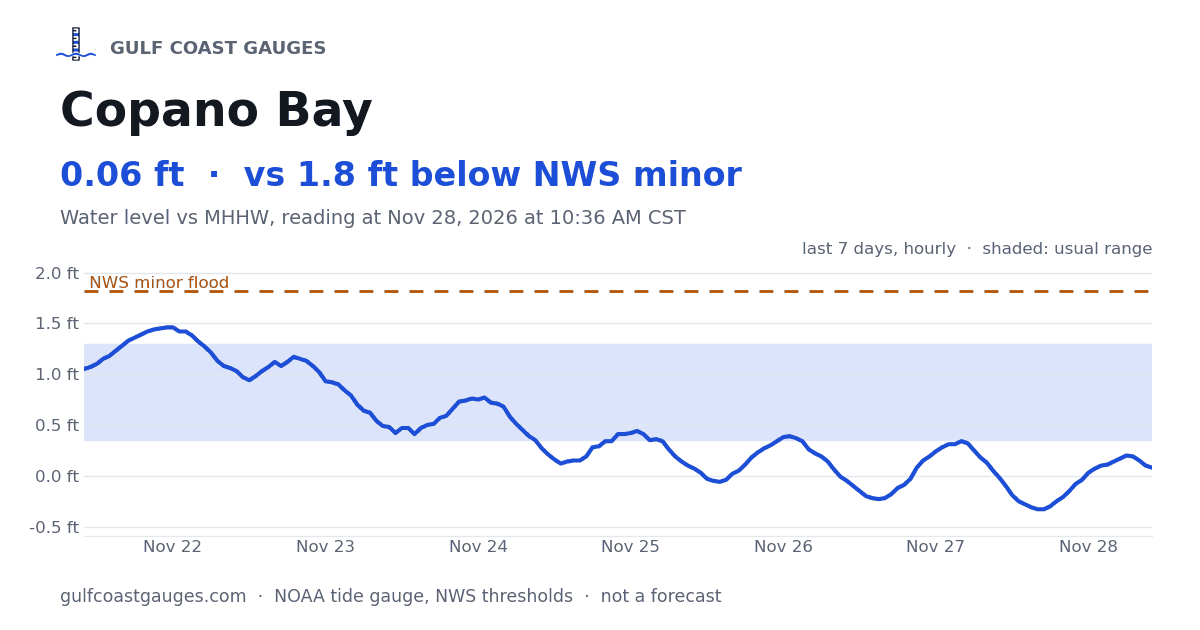 GULF COAST GAUGES
Copano Bay
0.06 ft · vs 1.8 ft below NWS minor
Water level vs MHHW, reading at Nov 28, 2026 at 10:36 AM CST
last 7 days, hourly · shaded: usual range
2.0 ft
NWS minor flood
1.5 ft
1.0 ft
0.5 ft
0.0 ft
-0.5 ft
Nov 22 Nov 23 Nov 24 Nov 25 Nov 26 Nov 27 Nov 28
gulfcoastgauges.com · NOAA tide gauge, NWS thresholds · not a forecast